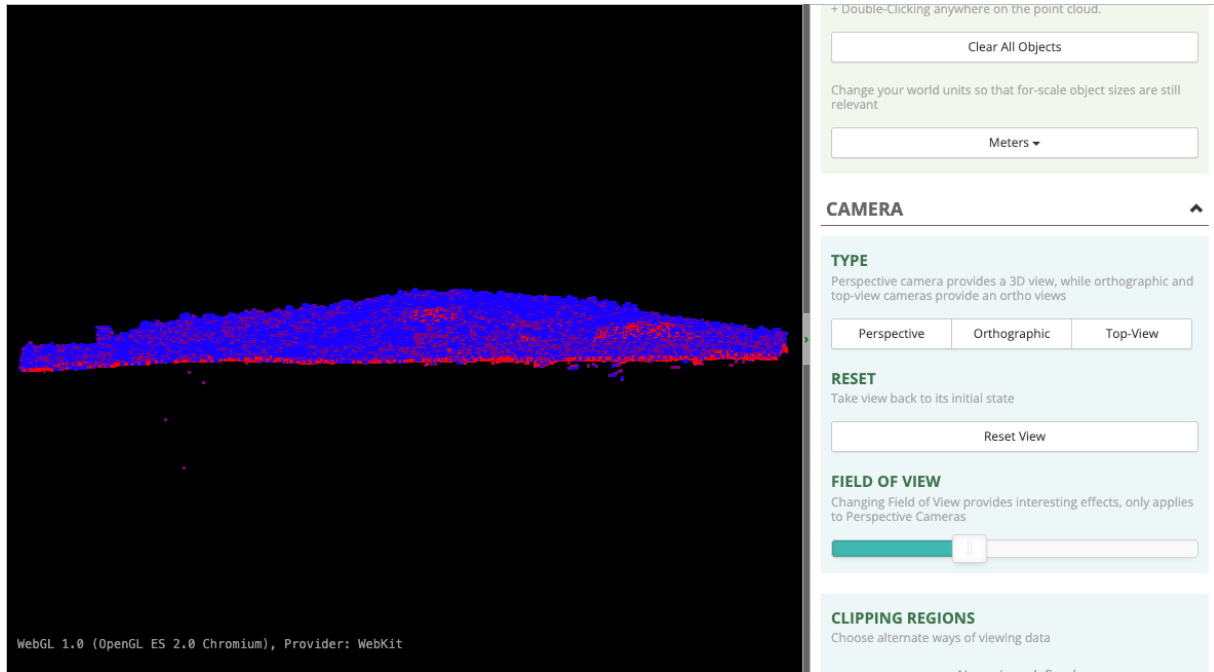 + Double-Clicking anywhere on the point cloud.
Clear All Objects
Change your world units so that for-scale object sizes are still
relevant
Meters
CAMERA
TYPE
Perspective camera provides a 3D view, while orthographic and
top-view cameras provide an ortho views
Perspective Orthographic Top-View
RESET
Take view back to its initial state
Reset View
FIELD OF VIEW
Changing Field of View provides interesting effects, only applies
to Perspective Cameras
CLIPPING REGIONS
Choose alternate ways of viewing data
WebGL 1.0 (OpenGL ES 2.0 Chromium), Provider: WebKit